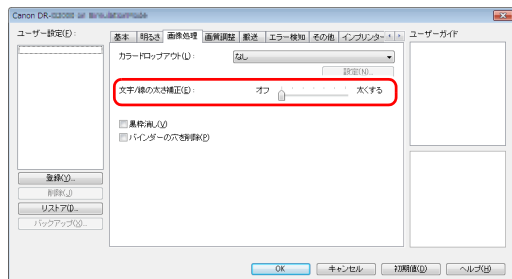 Canon DR-
ユーザー設定(F):
基本 明るさ 画像処理 画質調整 搬送 エラー検知 その他 インプリンター
ユーザーガイド
カラードロップアウト(L): なし
設定(N)...
文字/線の太さ補正(E): オフ 太くする
黒枠消し(V)
バインダーの穴を削除(P)
登録(Y)...
削除(J)
リストア(I)...
バックアップ(X)...
OK キャンセル 初期値(D) ヘルプ(H)